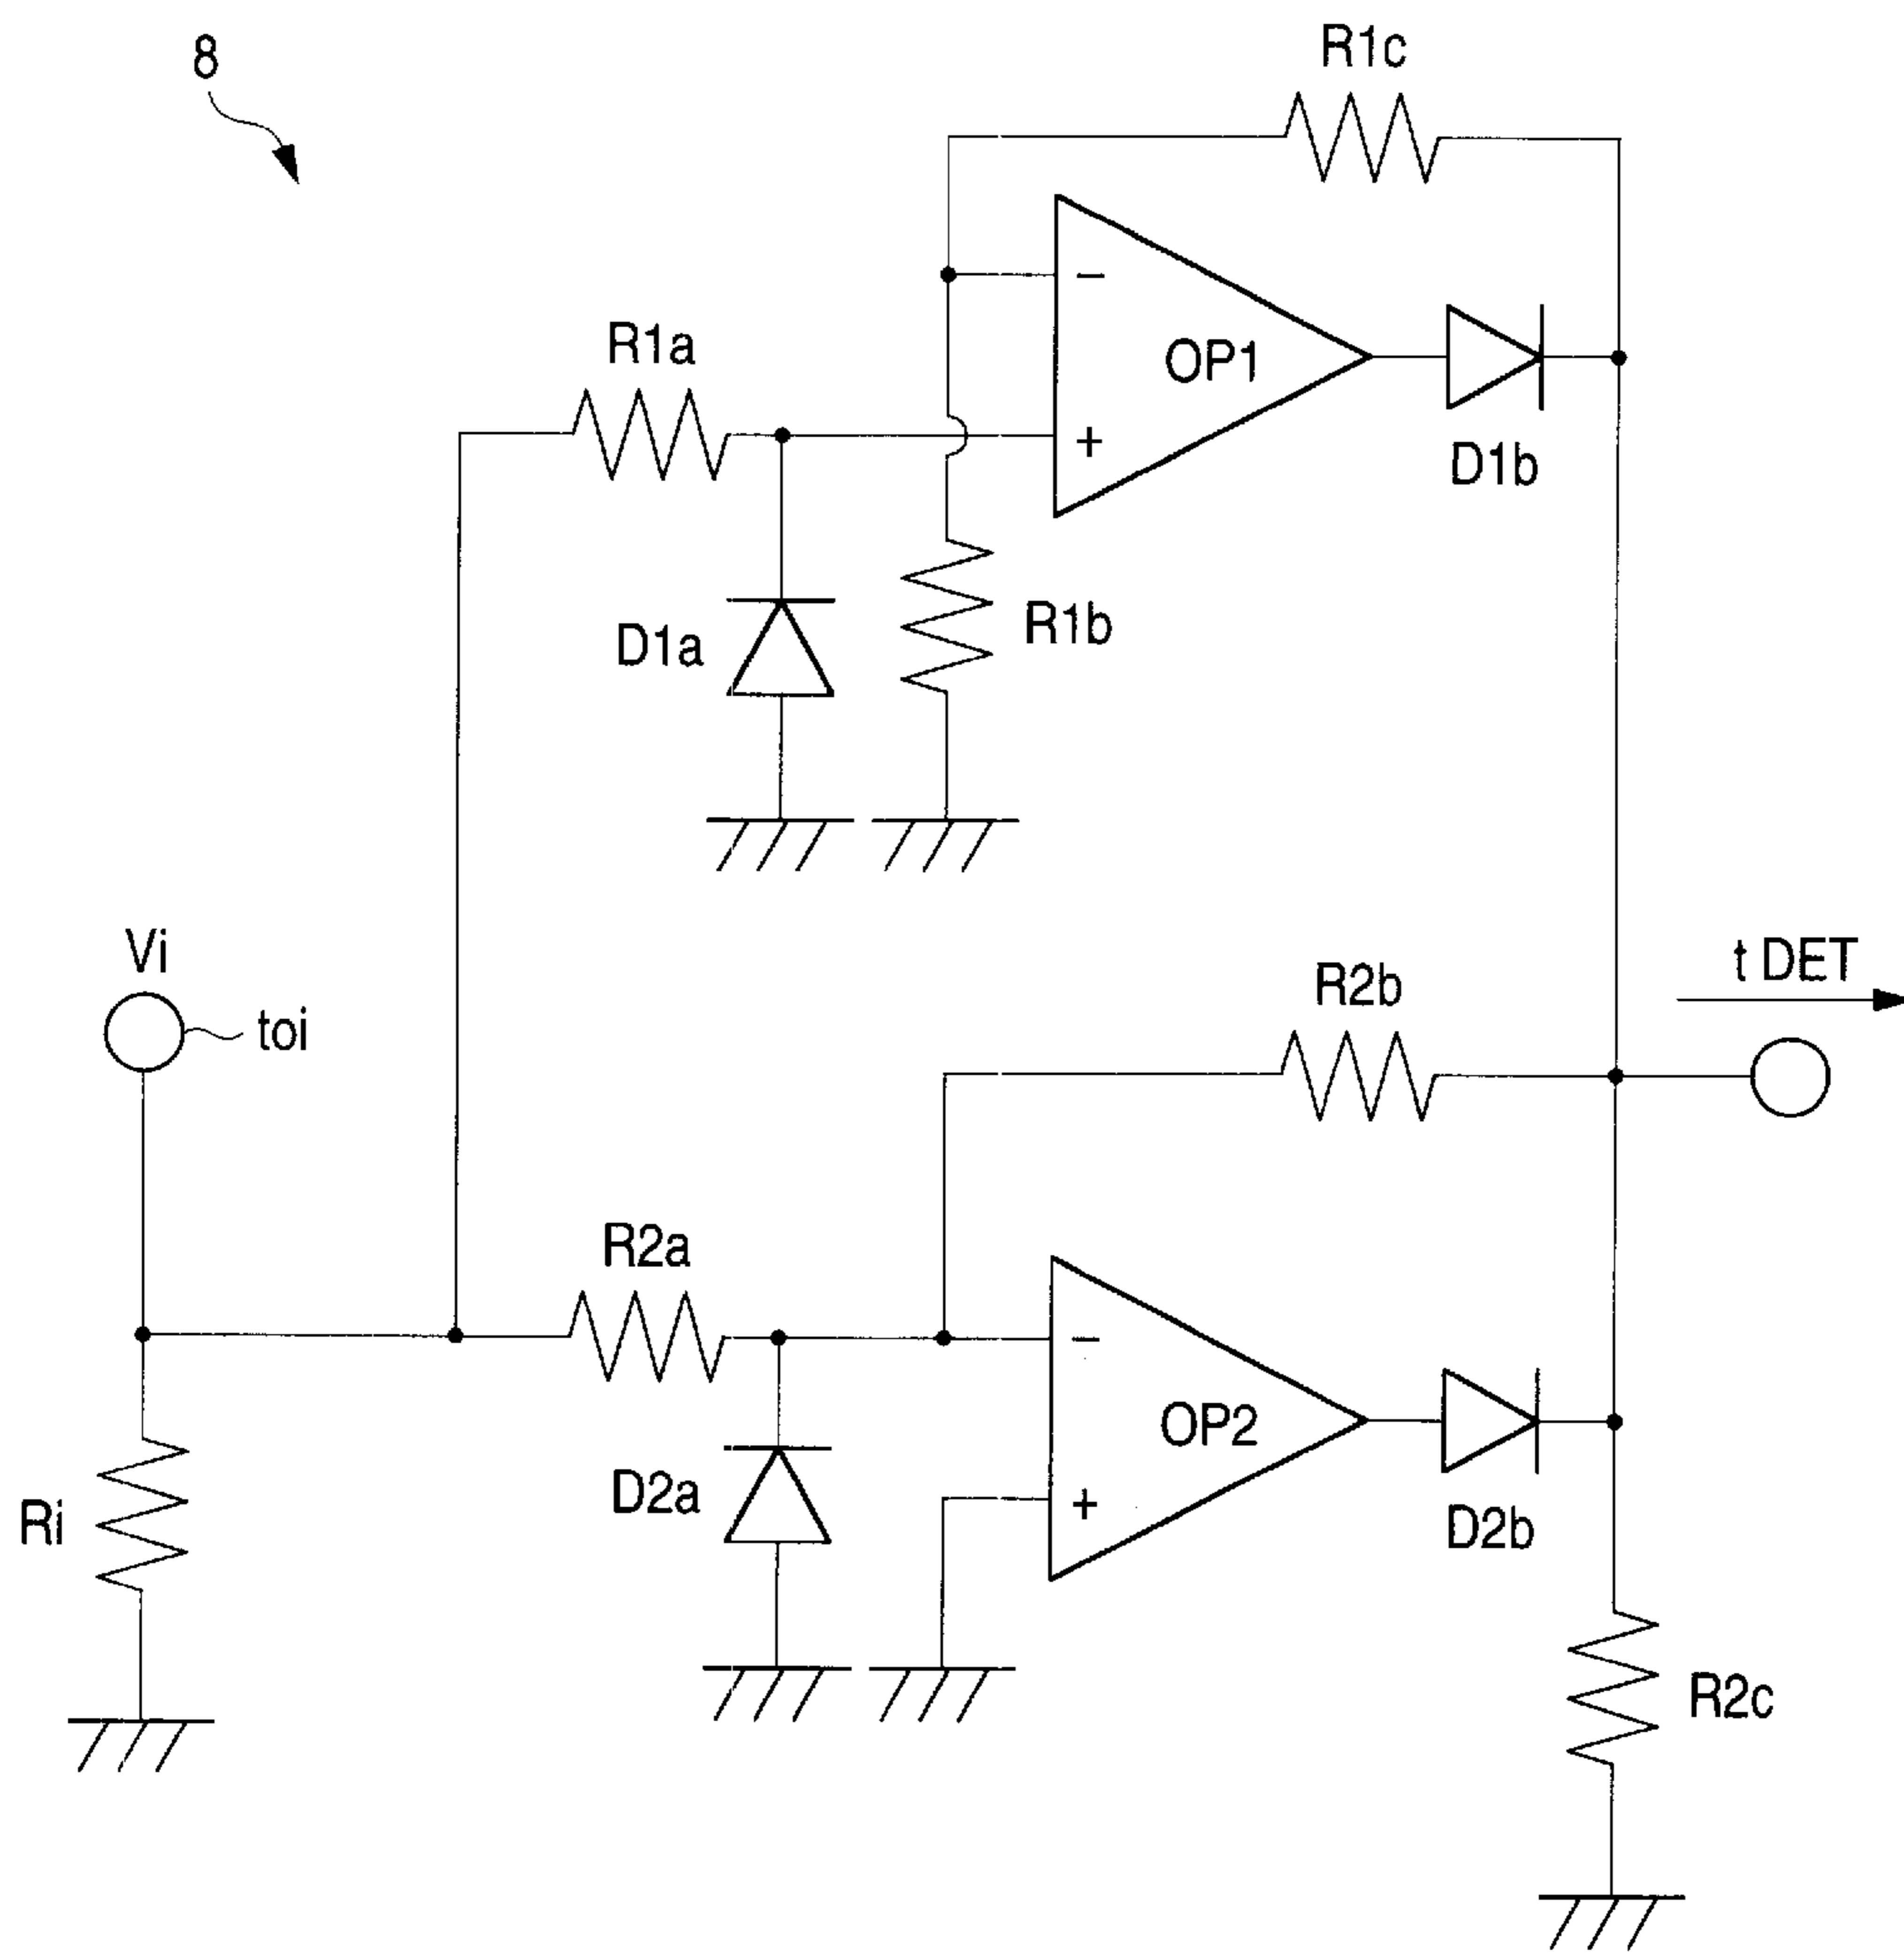 8
R1c
−
R1a
OP1
+
D1b
D1a
R1b
Vi
t DET
toi
R2b
R2a
−
OP2
D2a
+
Ri
D2b
R2c